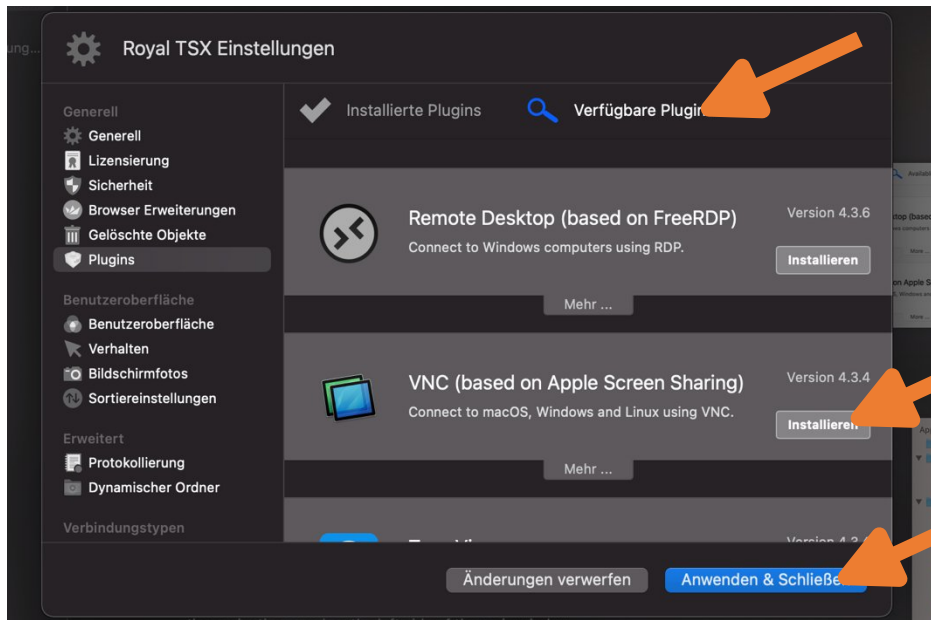 ung...
Royal TSX Einstellungen
Generell
Generell
Lizensierung
Sicherheit
Browser Erweiterungen
Gelöschte Objekte
Plugins
Benutzeroberfläche
Benutzeroberfläche
Verhalten
Bildschirmfotos
Sortiereinstellungen
Erweitert
Protokollierung
Dynamischer Ordner
Verbindungstypen
Installierte Plugins
Verfügbare Plugin
Remote Desktop (based on FreeRDP)
Version 4.3.6
Connect to Windows computers using RDP.
Installieren
Mehr ...
VNC (based on Apple Screen Sharing)
Version 4.3.4
Connect to macOS, Windows and Linux using VNC.
Installieren
Mehr ...
Änderungen verwerfen
Anwenden & Schließe